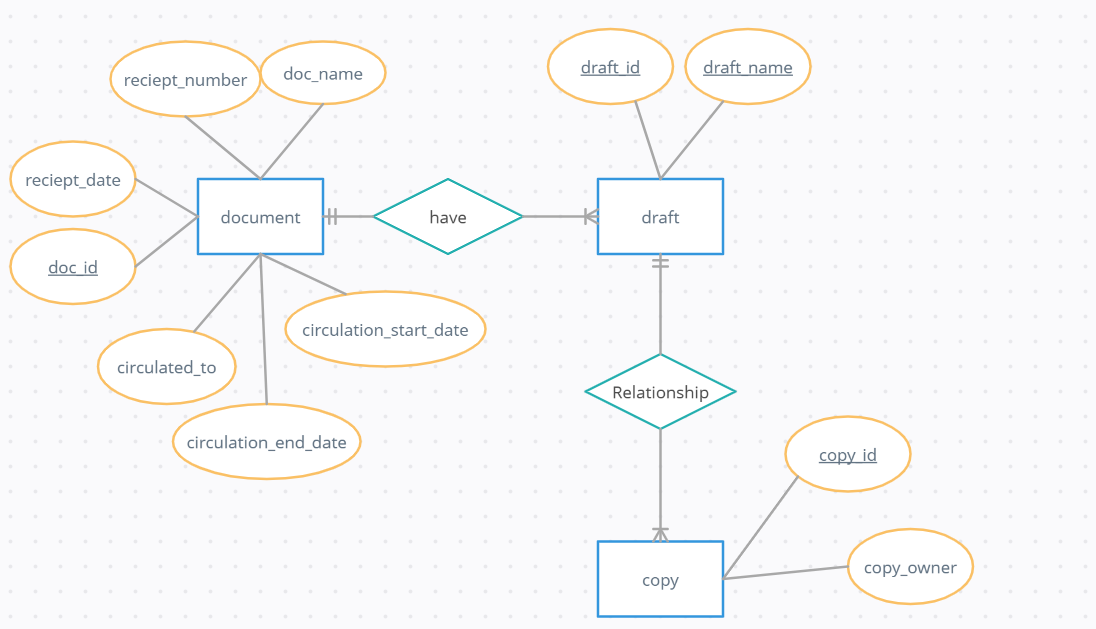 draft_id
draft_name
reciept_number
doc_name
reciept_date
document
have
draft
doc_id
circulation_start_date
circulated_to
Relationship
circulation_end_date
copy_id
copy_owner
copy